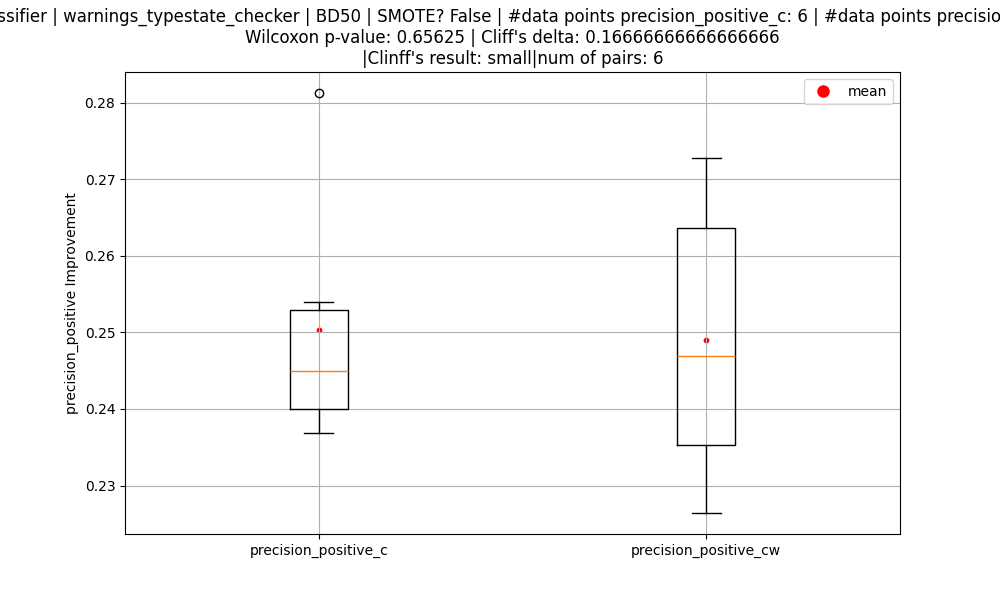 ssifier | warnings_typestate_checker | BD50 | SMOTE? False | #data points precision_positive_c: 6 | #data points precisio
Wilcoxon p-value: 0.65625 | Cliff's delta: 0.16666666666666666
|Clinff's result: small|num of pairs: 6
mean
precision_positive Improvement
0.28
0.27
0.26
0.25
0.24
0.23
precision_positive_c
precision_positive_cw